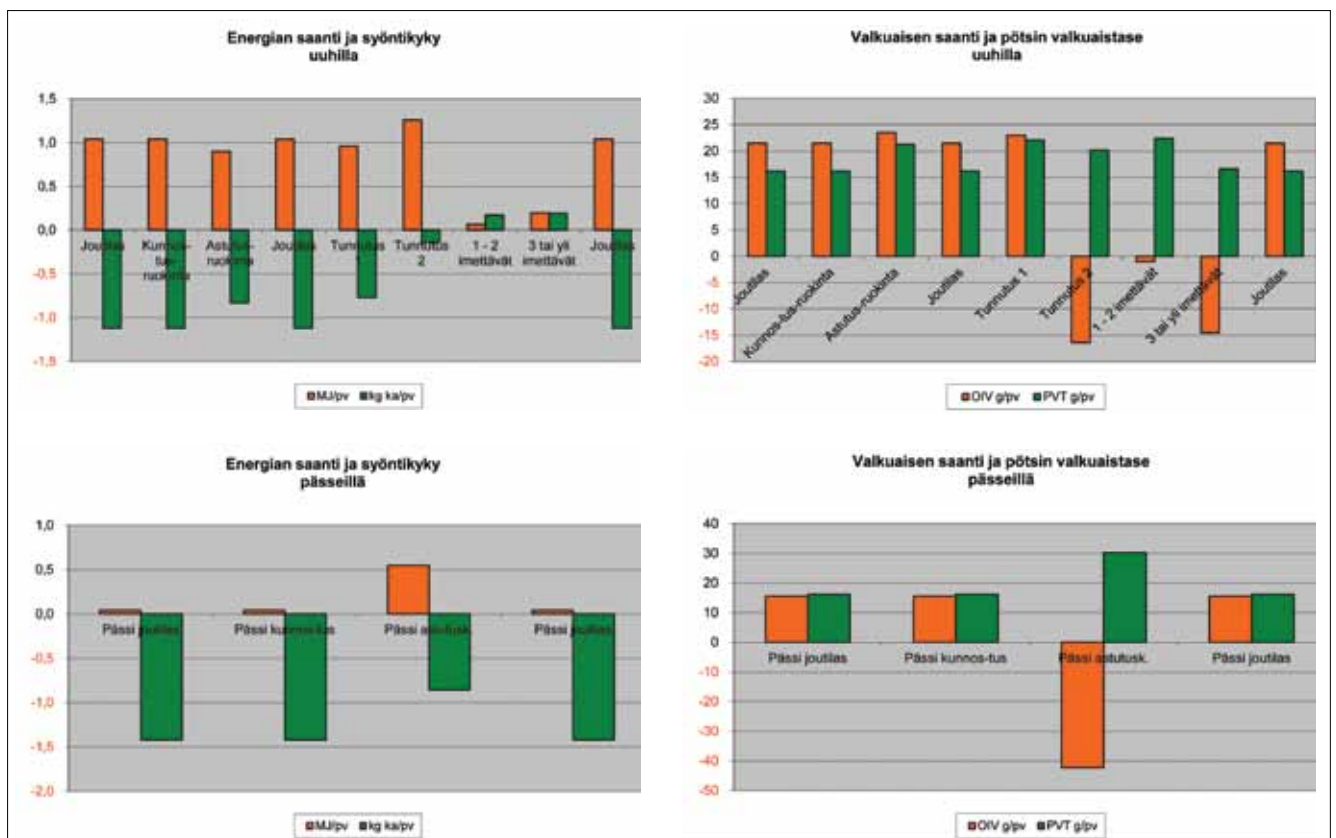 Energian saanti ja syöntikyky
uuhilla
1,5
1,0
0,5
0,0
-0,5
-1,0
-1,5
Joutilas
Kunnos-
tus-
ruokinta
Astutus-
ruokinta
Joutilas
Tunnutus
1
Tunnutus
2
1 - 2
imettävät
3 tai yli
imettävät
Joutilas
MJ/pv kg ka/pv
Valkuaisen saanti ja pötsin valkuaistase
uuhilla
30
25
20
15
10
5
0
-5
-10
-15
-20
Joutilas
Kunnos-tus-ruokinta
Astutus-ruokinta
Joutilas
Tunnutus 1
Tunnutus 2
1 - 2 imettävät
3 tai yli imettävät
Joutilas
OIV g/pv PVT g/pv
Energian saanti ja syöntikyky
pässeillä
1,0
0,5
0,0
-0,5
-1,0
-1,5
-2,0
Pässi joutilas
Pässi kunnos-tus
Pässi astutusk.
Pässi joutilas
MJ/pv kg ka/pv
Valkuaisen saanti ja pötsin valkuaistase
pässeillä
40
30
20
10
0
-10
-20
-30
-40
-50
Pässi joutilas
Pässi kunnos-tus
Pässi astutusk.
Pässi joutilas
OIV g/pv PVT g/pv